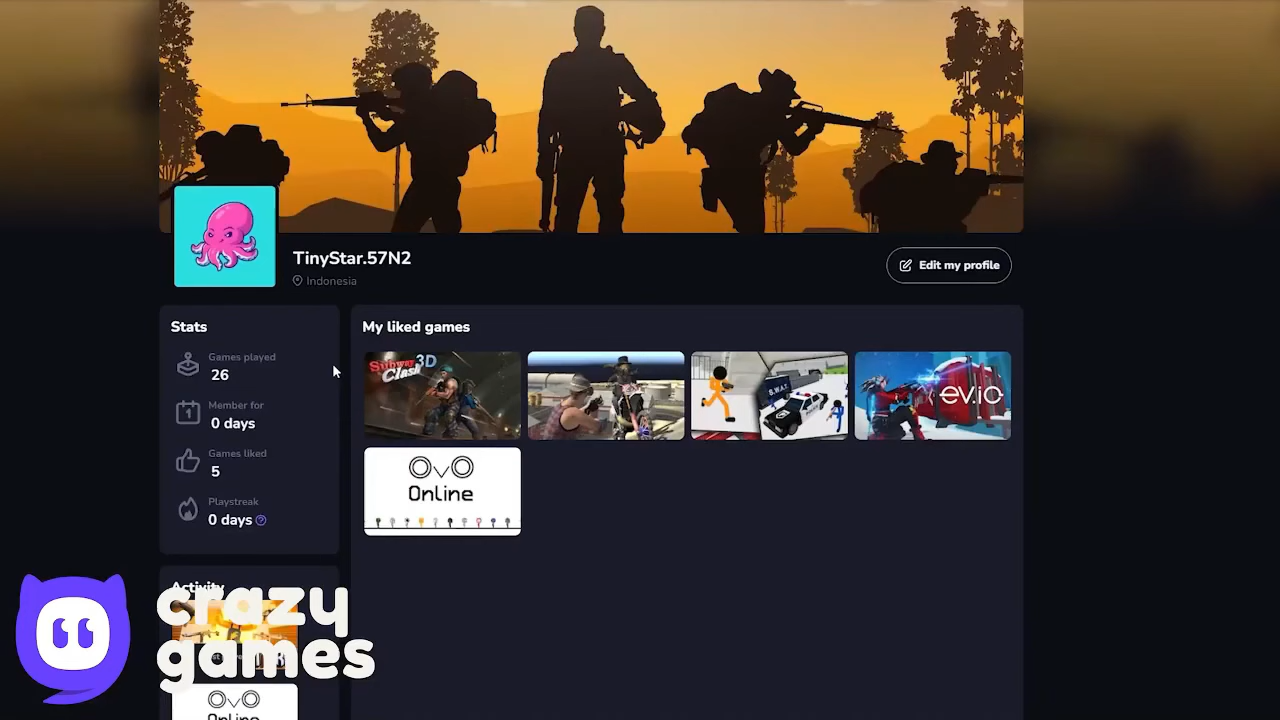 TinyStar.57N2
Indonesia
Edit my profile
Stats
Games played
26
Member for
1
0 days
Games liked
5
Playstreak
0 days ?
My liked games
Subway
Clash 3D
S.W.A.T.
ev.io
OvO
Online
Activity
OvO
Online
crazy
games